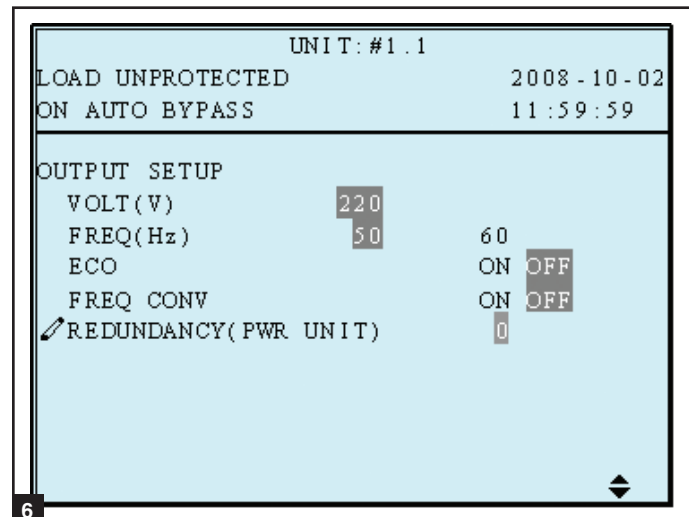 UNIT:#1.1
LOAD UNPROTECTED 2008-10-02
ON AUTO BYPASS 11:59:59
OUTPUT SETUP
VOLT(V) 220
FREQ(Hz) 50 60
ECO ON OFF
FREQ CONV ON OFF
REDUNDANCY(PWR UNIT) 0
6